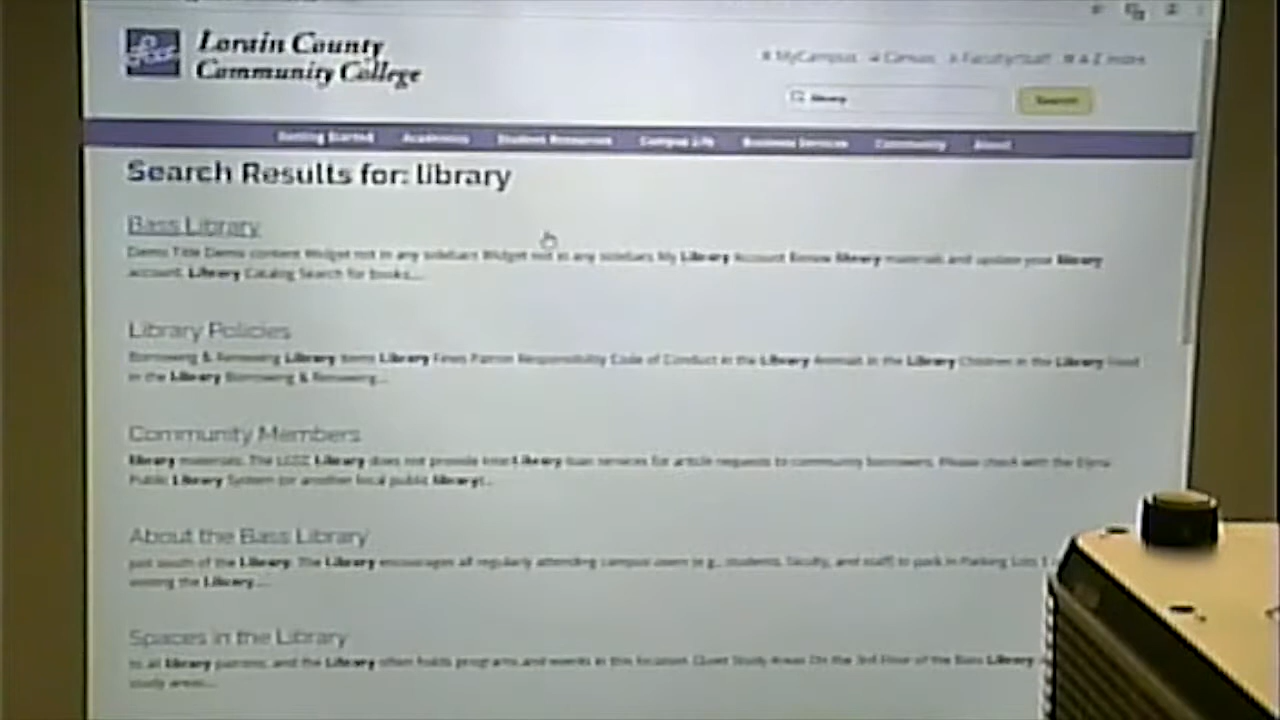 Lorain County
Community College
MyCampus Canvas Faculty/Staff A-Z Index
library Search
Getting Started Academics Student Resources Campus Life Business Services Community About
Search Results for: library
Bass Library
Demo Title Demo content Widget not in any sidebars Widget not in any sidebars My Library Account Renew library materials and update your library
account. Library Catalog Search for books...
Library Policies
Borrowing & Renewing Library Items Library Fines Patron Responsibility Code of Conduct in the Library Animals in the Library Children in the Library Food
in the Library Borrowing & Renewing...
Community Members
library materials. The LCCC Library does not provide interLibrary loan services for article requests to community borrowers. Please check with the Elyria
Public Library System (or another local public library)...
About the Bass Library
just south of the Library. The Library encourages all regularly attending campus users (e.g., students, faculty, and staff) to park in Parking Lots
visiting the Library....
Spaces in the Library
to all library patrons, and the Library often holds programs and events in this location. Quiet Study Areas On the 3rd Floor of the Bass Library
study areas...